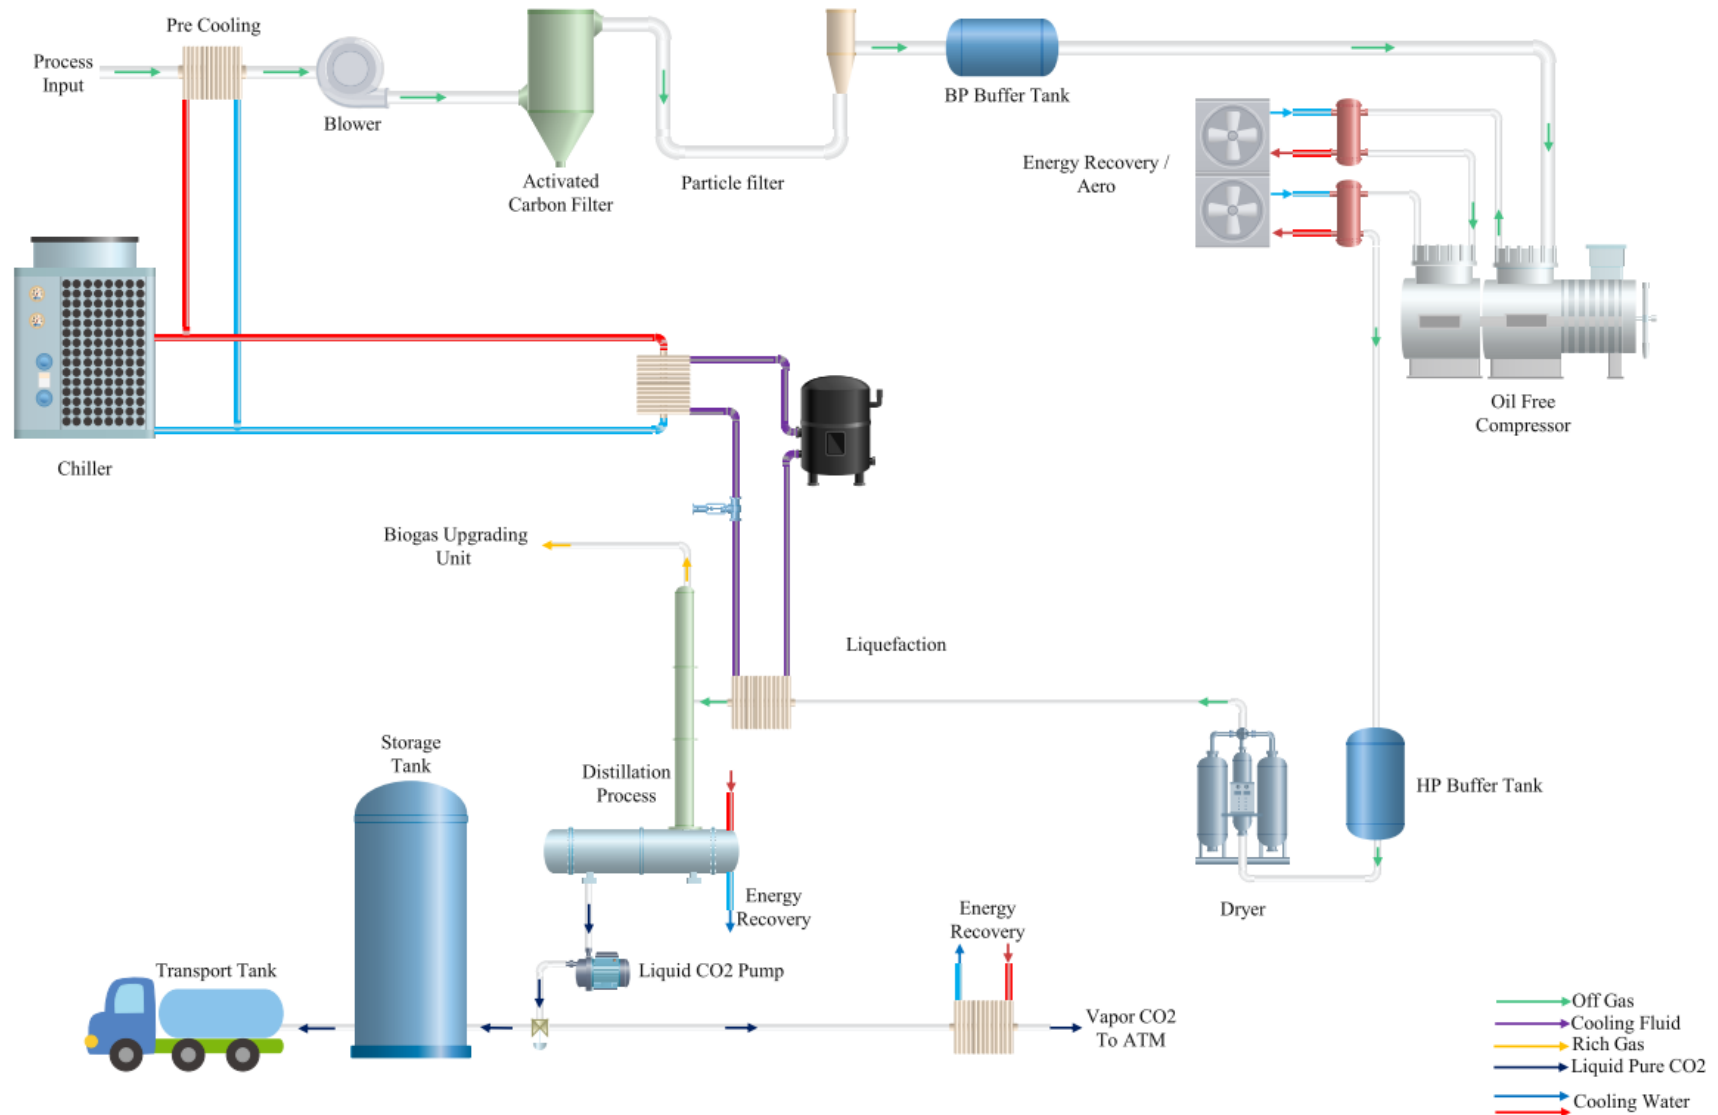 Pre Cooling
Process
Input
Blower
Activated
Carbon Filter
Particle filter
BP Buffer Tank
Energy Recovery /
Aero
Oil Free
Compressor
Chiller
Biogas Upgrading
Unit
Liquefaction
Storage
Tank
Distillation
Process
HP Buffer Tank
Energy
Recovery
Dryer
Energy
Recovery
Transport Tank
Liquid CO2 Pump
Vapor CO2
To ATM
Off Gas
Cooling Fluid
Rich Gas
Liquid Pure CO2
Cooling Water